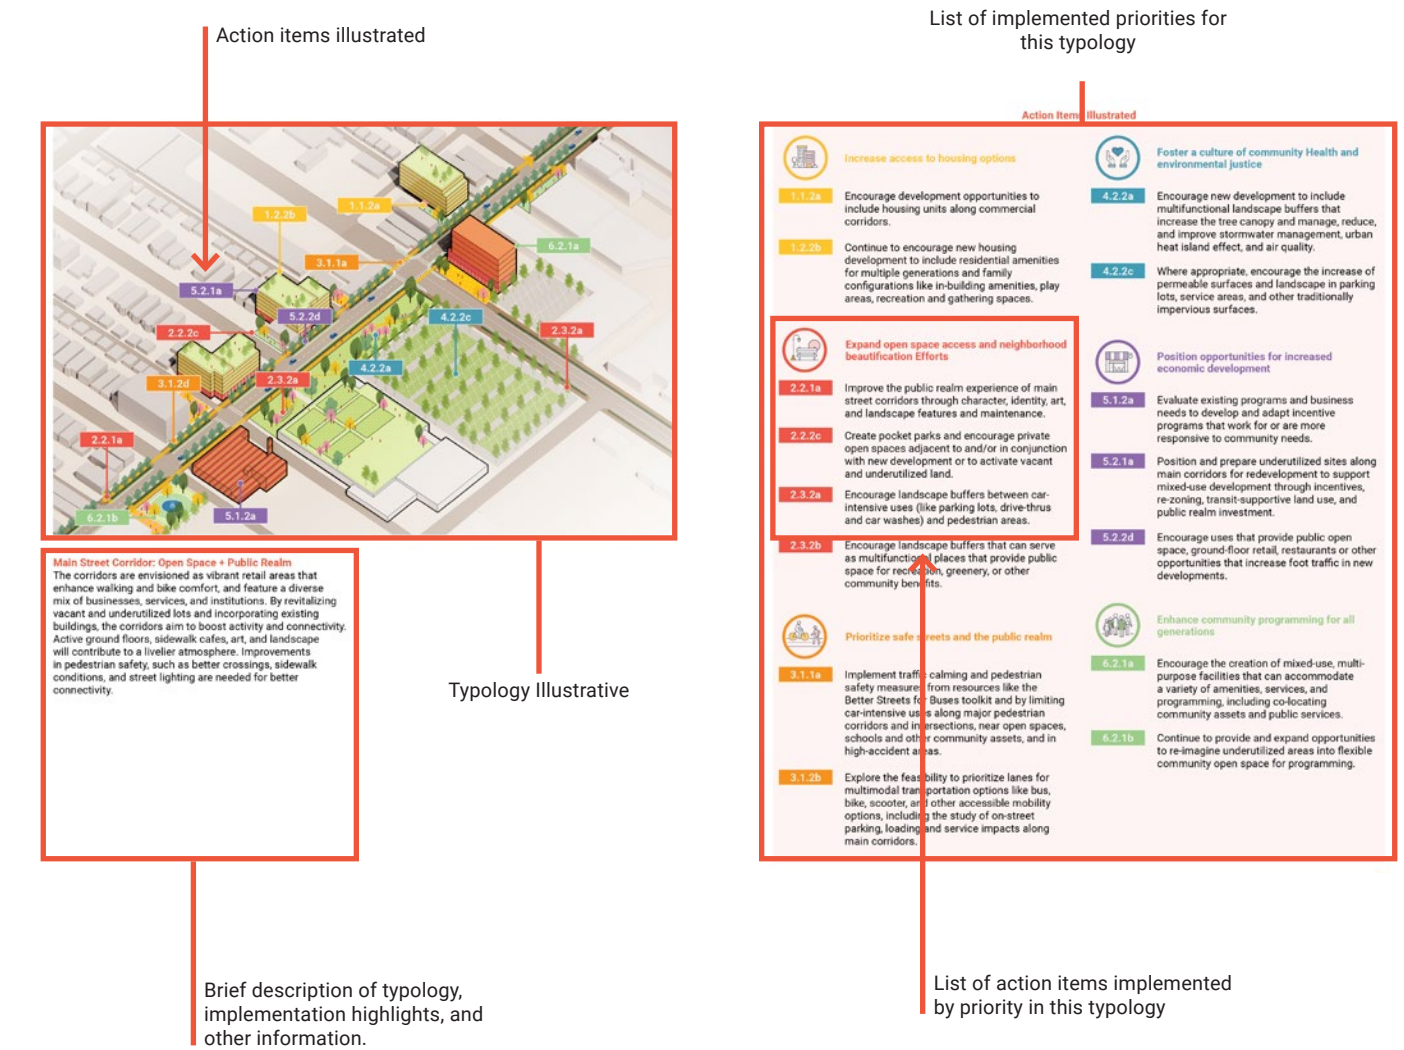 Action items illustrated
List of implemented priorities for
this typology
1.1.2a
1.2.2b
6.2.1a
3.1.1a
5.2.1a
5.2.2d
4.2.2c
2.2.2c
2.3.2a
4.2.2a
3.1.2d
2.3.2a
2.2.1a
6.2.1b
5.1.2a
Main Street Corridor: Open Space + Public Realm
The corridors are envisioned as vibrant retail areas that
enhance walking and bike comfort, and feature a diverse
mix of businesses, services, and institutions. By revitalizing
vacant and underutilized lots and incorporating existing
buildings, the corridors aim to boost activity and connectivity.
Active ground floors, sidewalk cafes, art, and landscape
will contribute to a livelier atmosphere. Improvements
in pedestrian safety, such as better crossings, sidewalk
conditions, and street lighting are needed for better
connectivity.
Typology Illustrative
Brief description of typology,
implementation highlights, and
other information.
Action Items Illustrated
Increase access to housing options
1.1.2a
Encourage development opportunities to
include housing units along commercial
corridors.
1.2.2b
Continue to encourage new housing
development to include residential amenities
for multiple generations and family
configurations like in-building amenities, play
areas, recreation and gathering spaces.
Expand open space access and neighborhood
beautification Efforts
2.2.1a
Improve the public realm experience of main
street corridors through character, identity, art,
and landscape features and maintenance.
2.2.2c
Create pocket parks and encourage private
open spaces adjacent to and/or in conjunction
with new development or to activate vacant
and underutilized land.
2.3.2a
Encourage landscape buffers between car-
intensive uses (like parking lots, drive-thrus
and car washes) and pedestrian areas.
2.3.2b
Encourage landscape buffers that can serve
as multifunctional places that provide public
space for recreation, greenery, or other
community benefits.
Prioritize safe streets and the public realm
3.1.1a
Implement traffic calming and pedestrian
safety measures from resources like the
Better Streets for Buses toolkit and by limiting
car-intensive uses along major pedestrian
corridors and intersections, near open spaces,
schools and other community assets, and in
high-accident areas.
3.1.2b
Explore the feasibility to prioritize lanes for
multimodal transportation options like bus,
bike, scooter, and other accessible mobility
options, including the study of on-street
parking, loading and service impacts along
main corridors.
Foster a culture of community Health and
environmental justice
4.2.2a
Encourage new development to include
multifunctional landscape buffers that
increase the tree canopy and manage, reduce,
and improve stormwater management, urban
heat island effect, and air quality.
4.2.2c
Where appropriate, encourage the increase of
permeable surfaces and landscape in parking
lots, service areas, and other traditionally
impervious surfaces.
Position opportunities for increased
economic development
5.1.2a
Evaluate existing programs and business
needs to develop and adapt incentive
programs that work for or are more
responsive to community needs.
5.2.1a
Position and prepare underutilized sites along
main corridors for redevelopment to support
mixed-use development through incentives,
re-zoning, transit-supportive land use, and
public realm investment.
5.2.2d
Encourage uses that provide public open
space, ground-floor retail, restaurants or other
opportunities that increase foot traffic in new
developments.
Enhance community programming for all
generations
6.2.1a
Encourage the creation of mixed-use, multi-
purpose facilities that can accommodate
a variety of amenities, services, and
programming, including co-locating
community assets and public services.
6.2.1b
Continue to provide and expand opportunities
to re-imagine underutilized areas into flexible
community open space for programming.
List of action items implemented
by priority in this typology